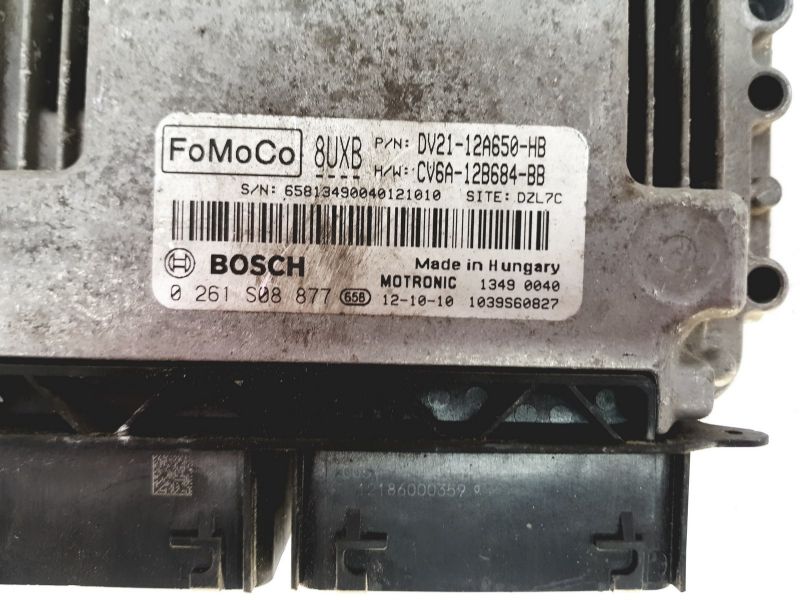 FoMoCo 8UXB P/N: DV21-12A650-HB
H/W: CV6A-12B684-BB
S/N: 65813490040121010 SITE: DZL7C
BOSCH Made in Hungary
MOTRONIC 1349 0040
0 261 S08 877 65B 12-10-10 1039S60827
12186000359